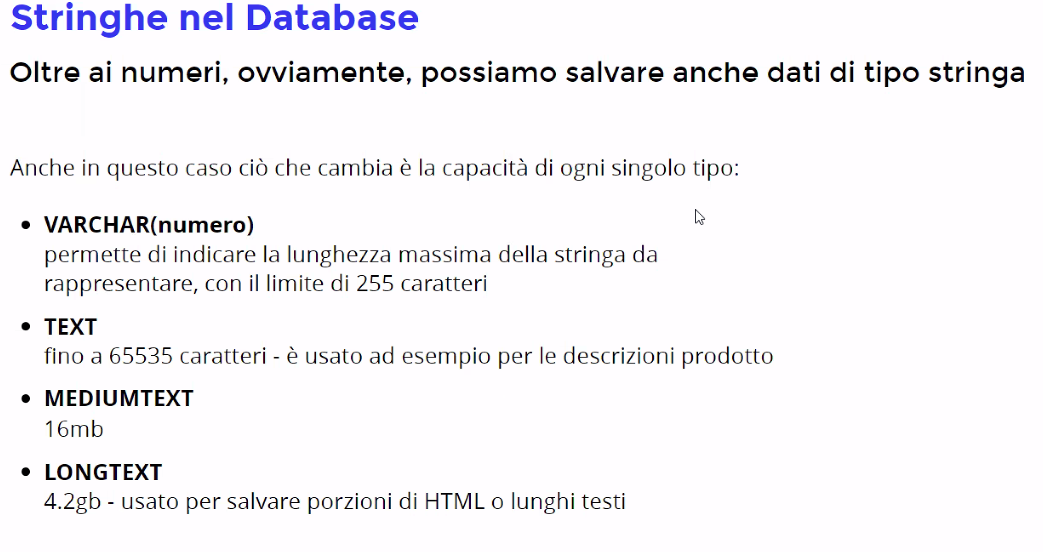 Stringhe nel Database
Oltre ai numeri, ovviamente, possiamo salvare anche dati di tipo stringa
Anche in questo caso ciò che cambia è la capacità di ogni singolo tipo:
• VARCHAR(numero)
permette di indicare la lunghezza massima della stringa da
rappresentare, con il limite di 255 caratteri
• TEXT
fino a 65535 caratteri - è usato ad esempio per le descrizioni prodotto
• MEDIUMTEXT
16mb
• LONGTEXT
4.2gb - usato per salvare porzioni di HTML o lunghi testi